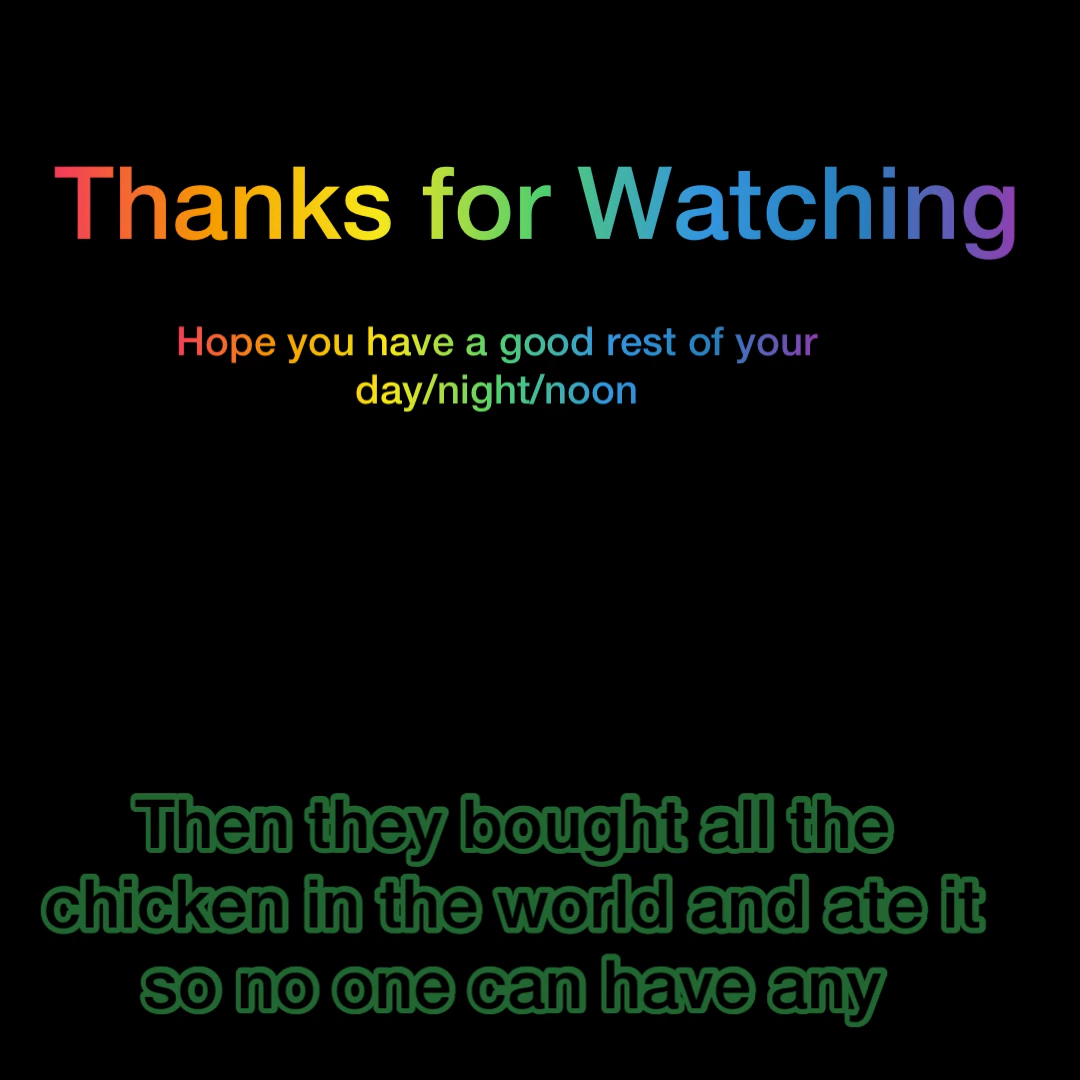 Thanks for Watching
Hope you have a good rest of your
day/night/noon
Then they bought all the
chicken in the world and ate it
so no one can have any